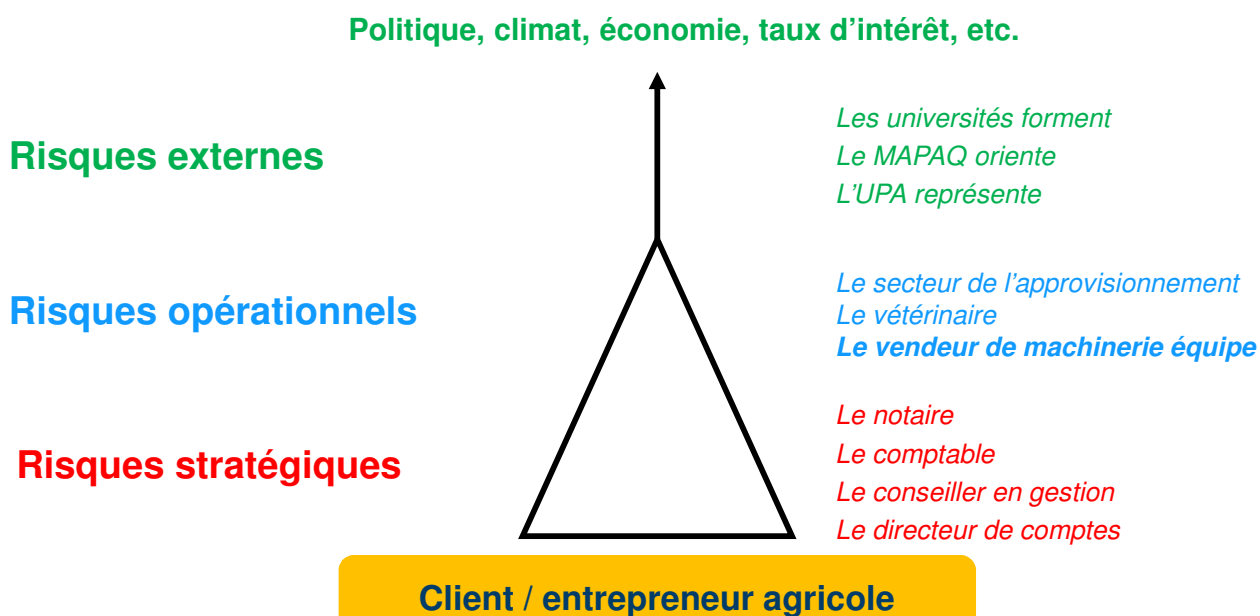 Politique, climat, économie, taux d’intérêt, etc.
Risques externes
Les universités forment
Le MAPAQ oriente
L’UPA représente
Risques opérationnels
Le secteur de l’approvisionnement
Le vétérinaire
Le vendeur de machinerie équipe
Risques stratégiques
Le notaire
Le comptable
Le conseiller en gestion
Le directeur de comptes
Client / entrepreneur agricole